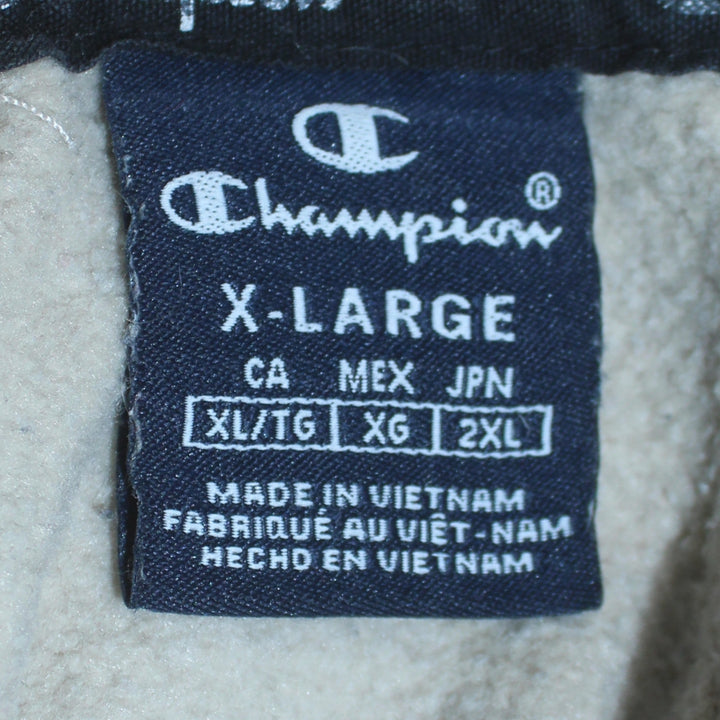 Champion®
X-LARGE
CA MEX JPN
XL/TG XG 2XL
MADE IN VIETNAM
FABRIQUÉ AU VIÊT-NAM
HECHO EN VIETNAM